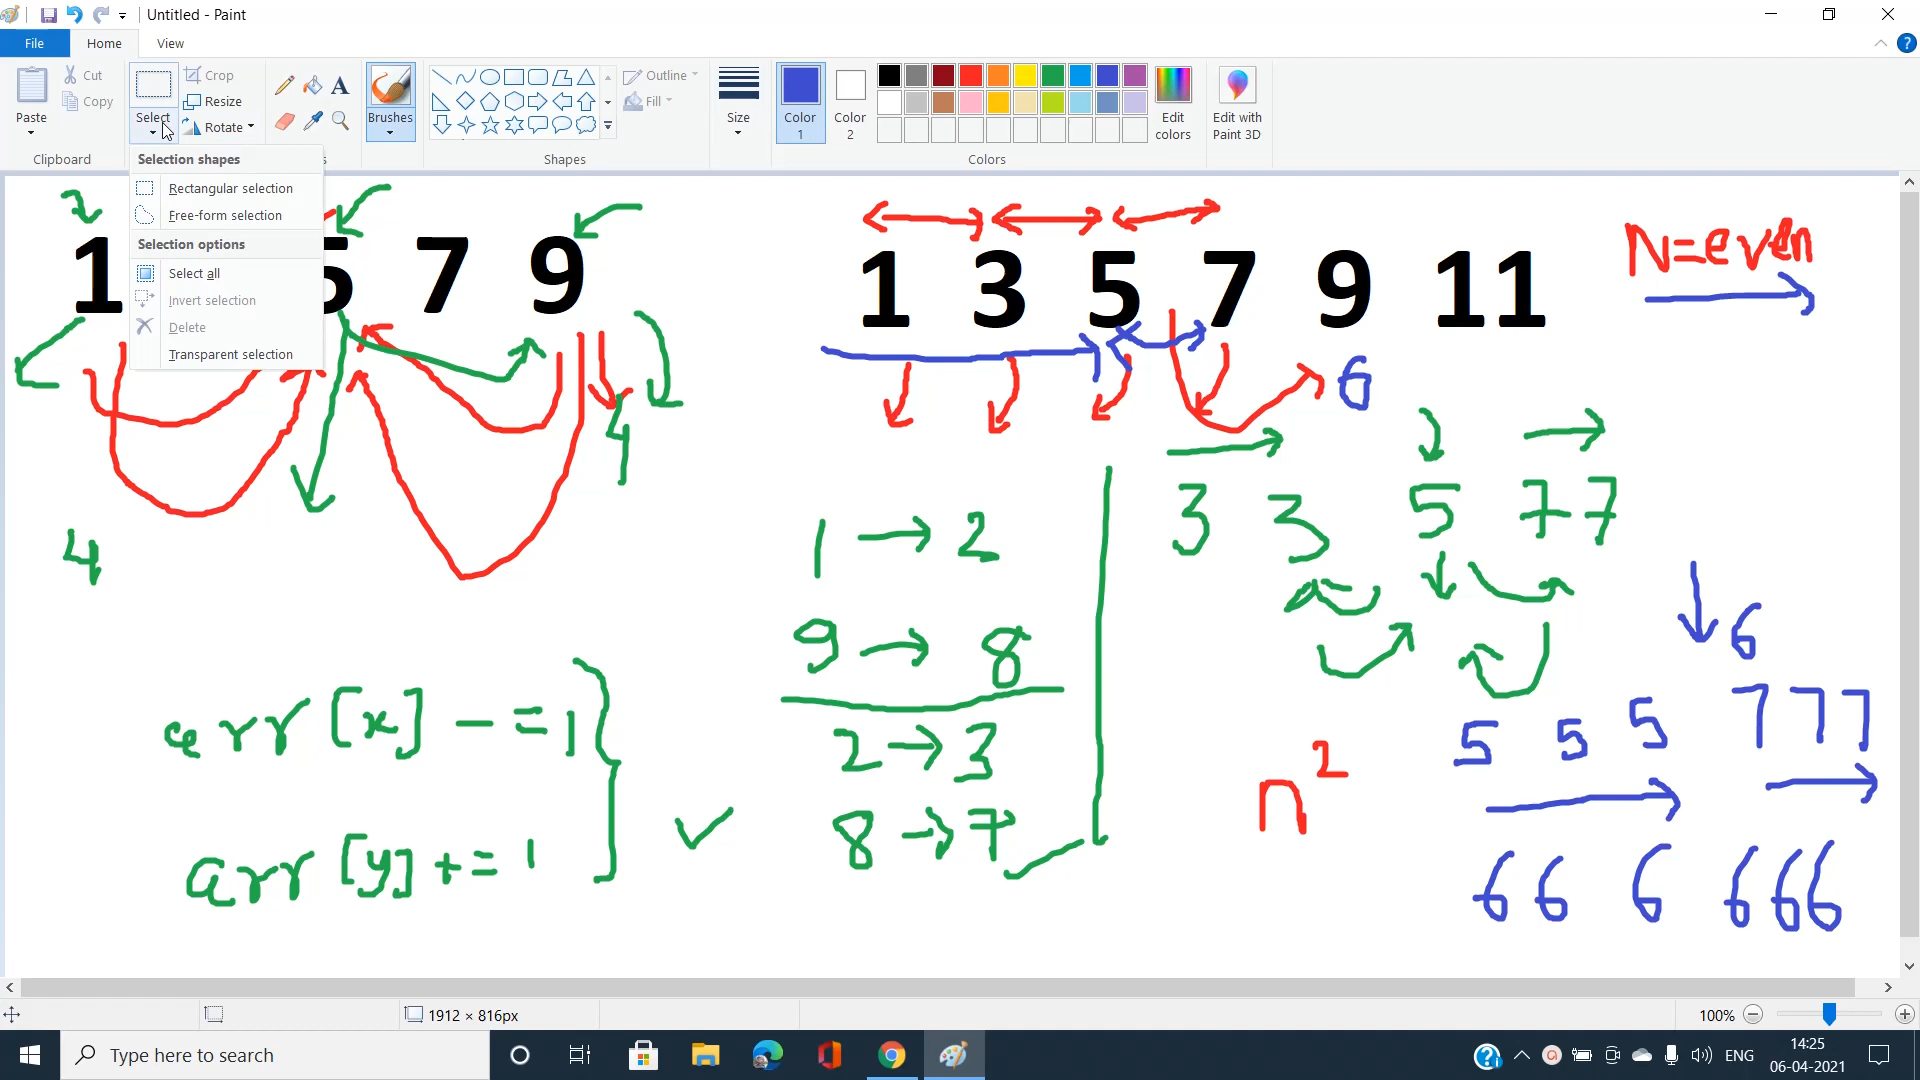 Untitled - Paint
File
Home
View
Paste
Cut
Copy
Clipboard
Select
Crop
Resize
Rotate
Brushes
Shapes
Outline
Fill
Size
Color 1
Color 2
Colors
Edit colors
Edit with Paint 3D
Selection shapes
Rectangular selection
Free-form selection
Selection options
Select all
Invert selection
Delete
Transparent selection
1 5 7 9
1 3 5 7 9 11
N=even
6
4
4
3 3 5 7 7
1 → 2
9 → 8
2 → 3
8 → 7
arr [x] -=1
arr [y] += 1
n²
6
5 5 5 7 7 7
6 6 6 6 6 6
1912 × 816px
100%
Type here to search
ENG
14:25
06-04-2021